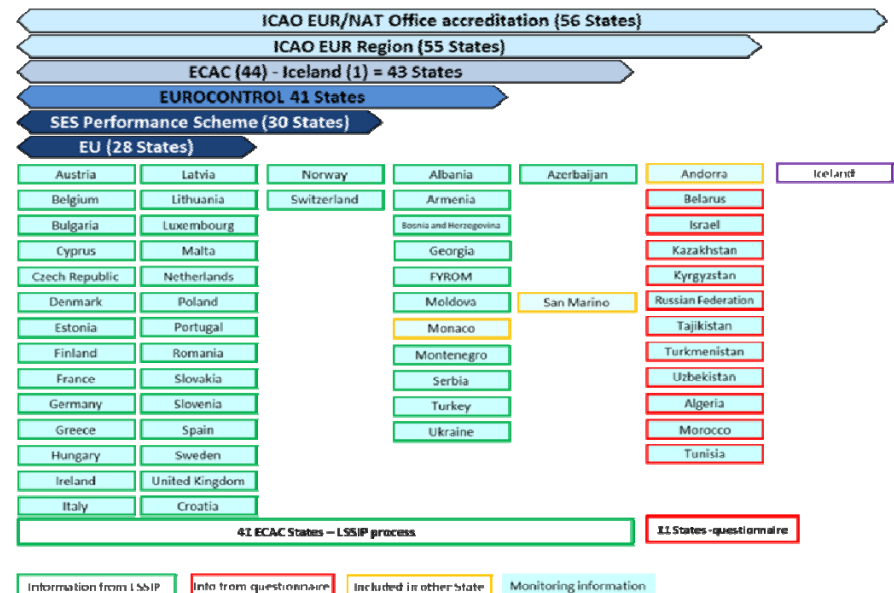 ICAO EUR/NAT Office accreditation (56 States)
ICAO EUR Region (55 States)
ECAC (44) - Iceland (1) = 43 States
EUROCONTROL 41 States
SES Performance Scheme (30 States)
EU (28 States)
Austria Latvia Norway Albania Azerbaijan Andorra Iceland
Belgium Lithuania Switzerland Armenia Belarus
Bulgaria Luxembourg Bosnia and Herzegovina Israel
Cyprus Malta Georgia Kazakhstan
Czech Republic Netherlands FYROM Kyrgyzstan
Denmark Poland Moldova San Marino Russian Federation
Estonia Portugal Monaco Tajikistan
Finland Romania Montenegro Turkmenistan
France Slovakia Serbia Uzbekistan
Germany Slovenia Turkey Algeria
Greece Spain Ukraine Morocco
Hungary Sweden Tunisia
Ireland United Kingdom
Italy Croatia
41 ECAC States – LSSIP process 11 States -questionnaire
Information from LSSIP Info from questionnaire Included in other State Monitoring information